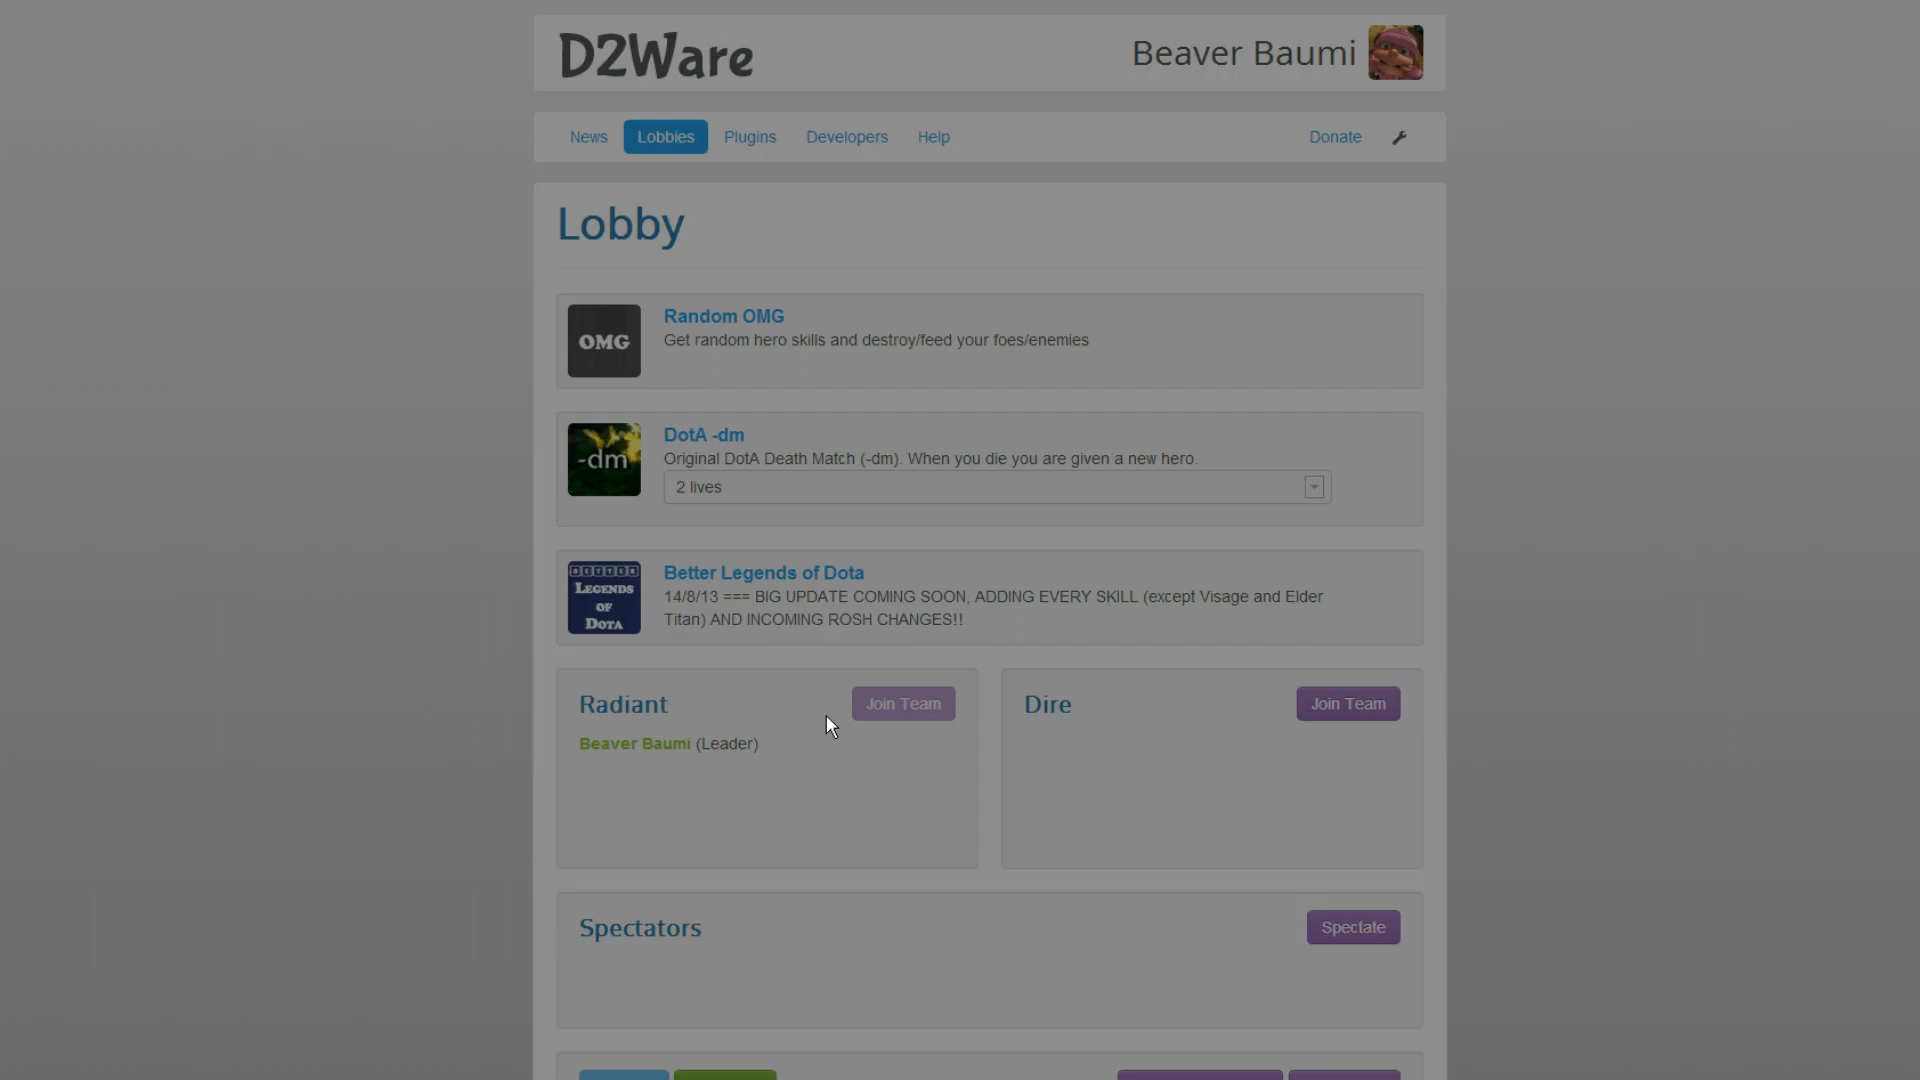 D2Ware
Beaver Baumi
News Lobbies Plugins Developers Help Donate
Lobby
OMG
Random OMG
Get random hero skills and destroy/feed your foes/enemies
-dm
DotA -dm
Original DotA Death Match (-dm). When you die you are given a new hero.
2 lives
BETTER
LEGENDS
OF
DOTA
Better Legends of Dota
14/8/13 === BIG UPDATE COMING SOON, ADDING EVERY SKILL (except Visage and Elder
Titan) AND INCOMING ROSH CHANGES!!
Radiant
Join Team
Beaver Baumi (Leader)
Dire
Join Team
Spectators
Spectate